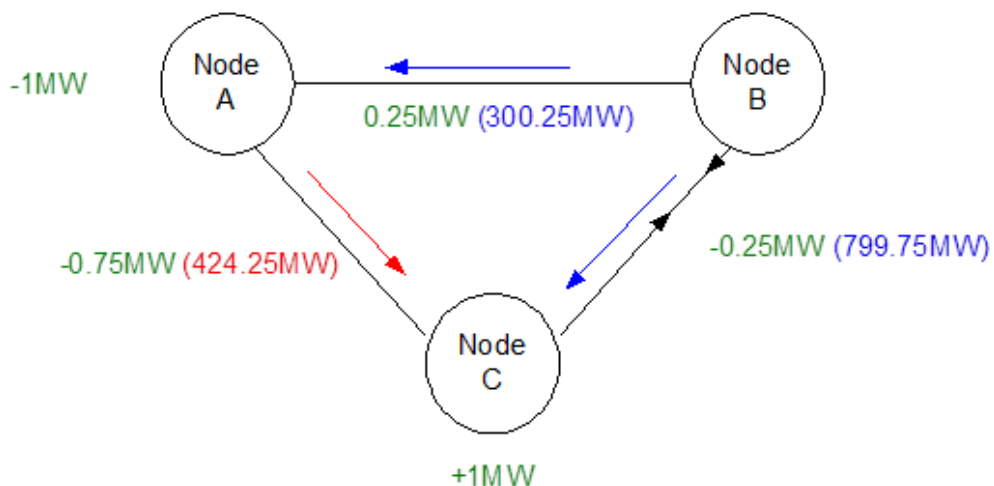 Node
A
Node
B
-1MW
0.25MW (300.25MW)
-0.75MW (424.25MW)
-0.25MW (799.75MW)
Node
C
+1MW